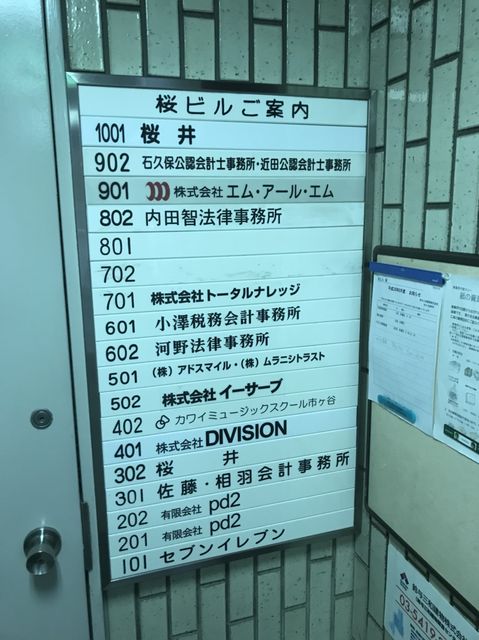 桜ビルご案内
1001 桜井
902 石久保公認会計士事務所・近田公認会計士事務所
901 株式会社 エム・アール・エム
802 内田智法律事務所
801
702
701 株式会社トータルナレッジ
601 小澤税務会計事務所
602 河野法律事務所
501 (株) アドスマイル・(株) ムラニシトラスト
502 株式会社 イーサーブ
402 カワイミュージックスクール市ヶ谷
401 株式会社 DIVISION
302 桜 井
301 佐藤・相羽会計事務所
202 有限会社 pd2
201 有限会社 pd2
101 セブンイレブン
03-5419